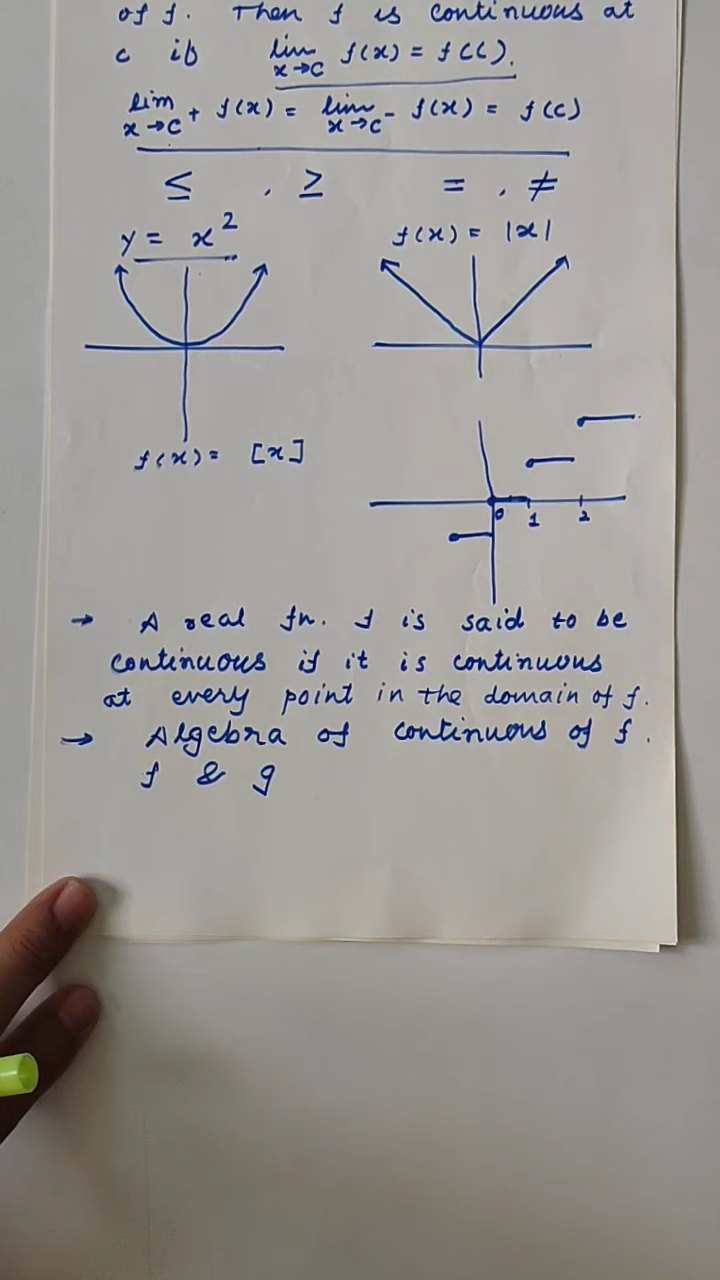 of f. Then f is continuous at
c if lim x→c f(x) = f(c).
lim x→c+ f(x) = lim x→c- f(x) = f(c)
≤ , ≥ = , ≠
y = x² f(x) = |x|
f(x) = [x]
0 1 2
→ A real fn. f is said to be
continuous if it is continuous
at every point in the domain of f.
→ Algebra of continuous of f.
f & g